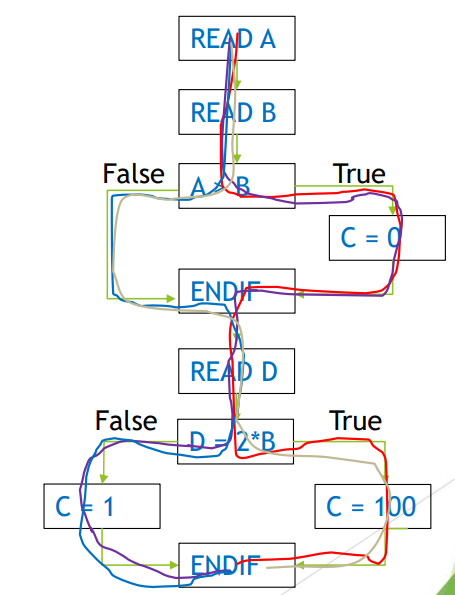 READ A
READ B
False
True
A < B
C = 0
ENDIF
READ D
False
True
D = 2*B
C = 1
C = 100
ENDIF